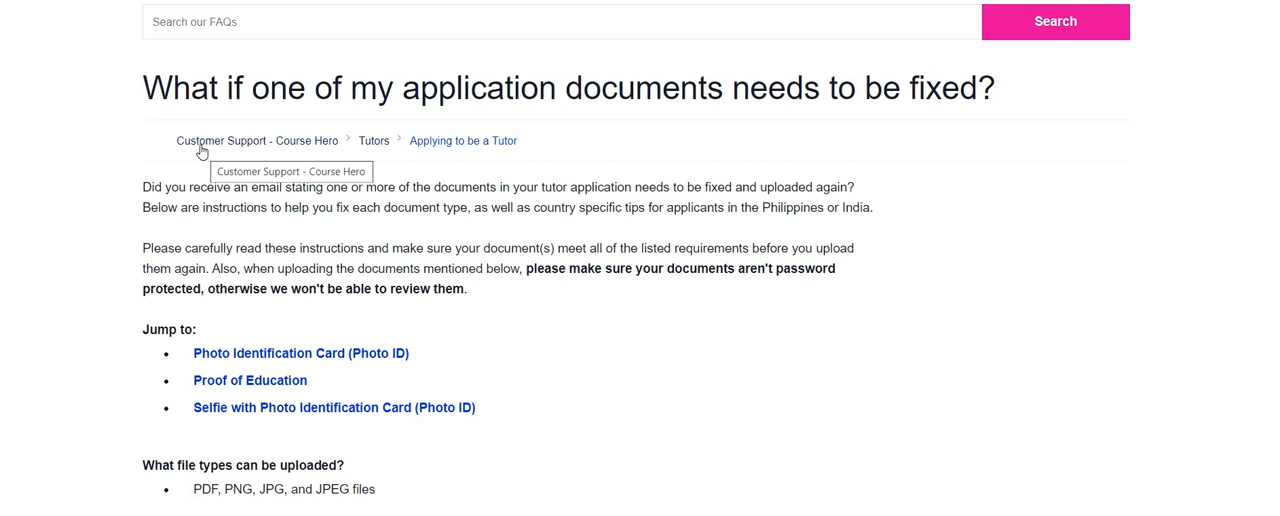 Search our FAQs
Search
What if one of my application documents needs to be fixed?
Customer Support - Course Hero > Tutors > Applying to be a Tutor
Customer Support - Course Hero
Did you receive an email stating one or more of the documents in your tutor application needs to be fixed and uploaded again?
Below are instructions to help you fix each document type, as well as country specific tips for applicants in the Philippines or India.
Please carefully read these instructions and make sure your document(s) meet all of the listed requirements before you upload
them again. Also, when uploading the documents mentioned below, please make sure your documents aren't password
protected, otherwise we won't be able to review them.
Jump to:
• Photo Identification Card (Photo ID)
• Proof of Education
• Selfie with Photo Identification Card (Photo ID)
What file types can be uploaded?
• PDF, PNG, JPG, and JPEG files